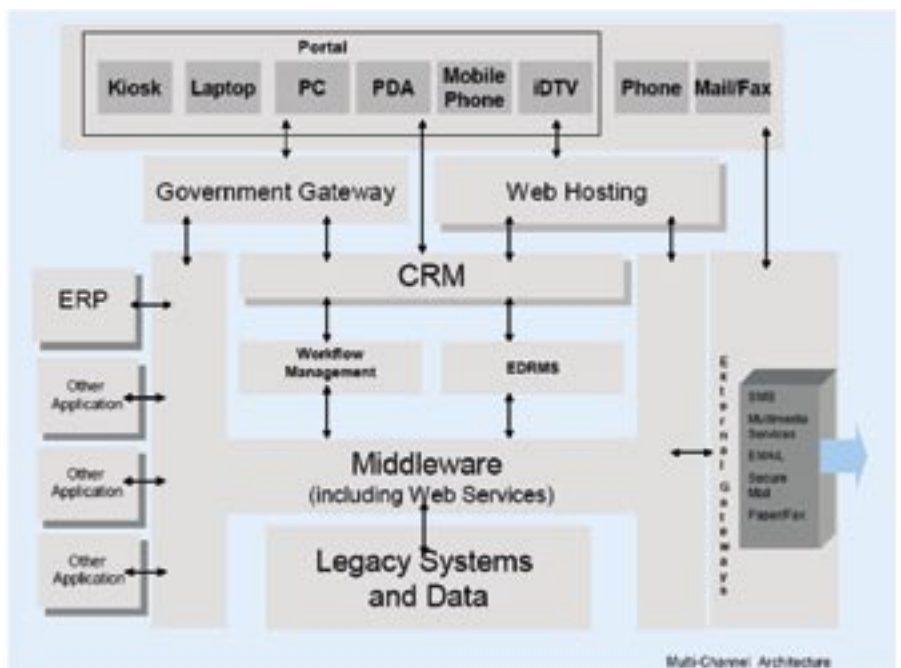 Portal
Kiosk
Laptop
PC
PDA
Mobile
Phone
iDTV
Phone
Mail/Fax
Government Gateway
Web Hosting
CRM
ERP
Workflow
Management
EDRMS
Other
Application
Other
Application
Other
Application
Middleware
(including Web Services)
Legacy Systems
and Data
External Gateways
SMS
Multimedia
Services
EMAIL
Secure
Mail
Paper/Fax
Multi-Channel Architecture